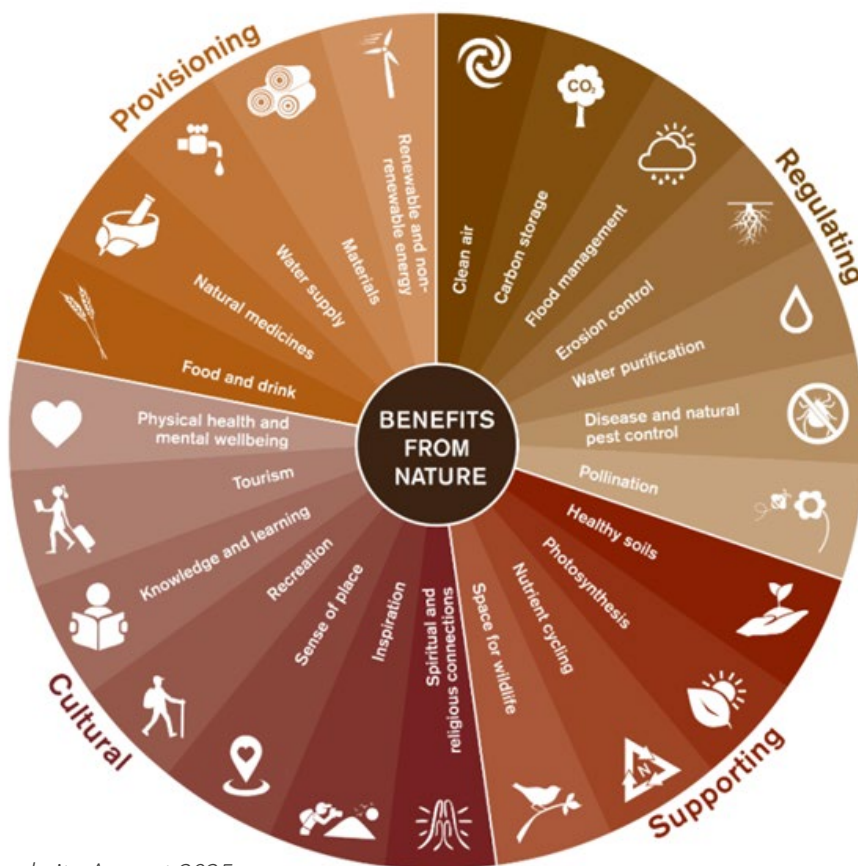 Provisioning
Renewable and non-
renewable energy
Materials
Water supply
Natural medicines
Food and drink
Regulating
CO₂
Clean air
Carbon storage
Flood management
Erosion control
Water purification
Disease and natural
pest control
Pollination
BENEFITS
FROM
NATURE
Supporting
Healthy soils
Photosynthesis
Nutrient cycling
N
Space for wildlife
Cultural
Physical health and
mental wellbeing
Tourism
Knowledge and learning
Recreation
Sense of place
Inspiration
Spiritual and
religious connections